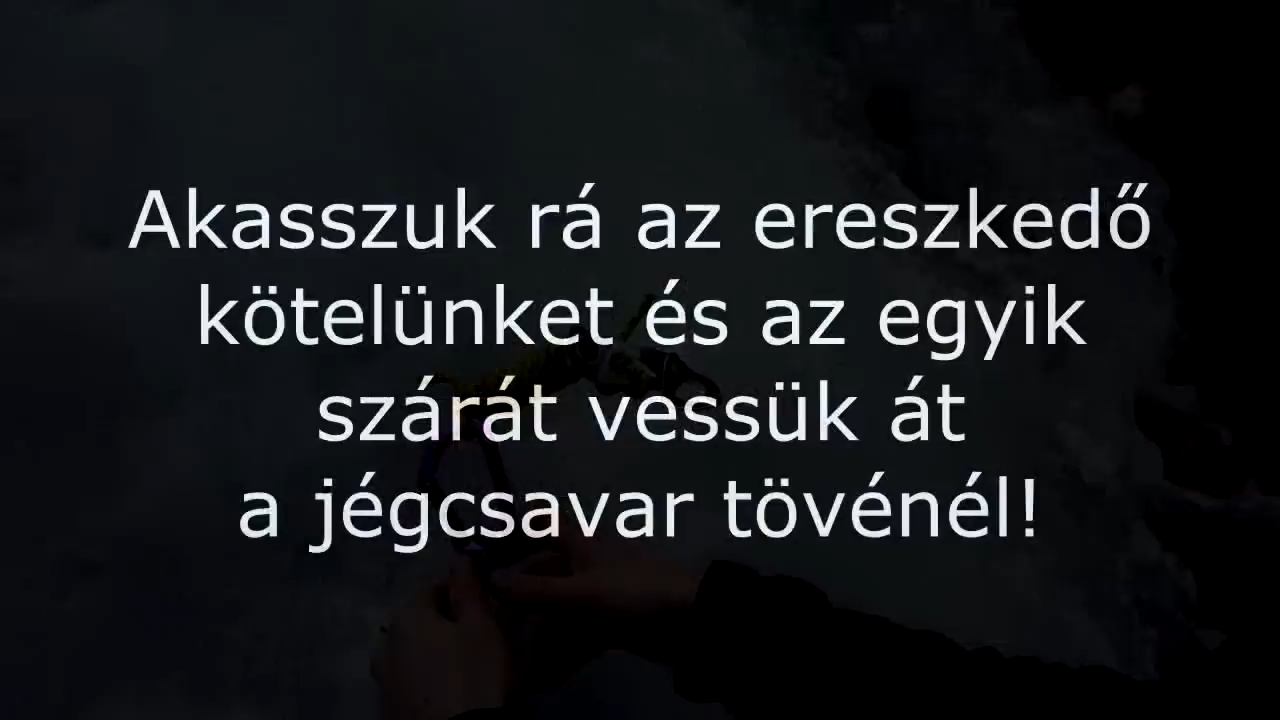 Akasszuk rá az ereszkedő
kötelünket és az egyik
szárát vessük át
a jégcsavar tövénél!